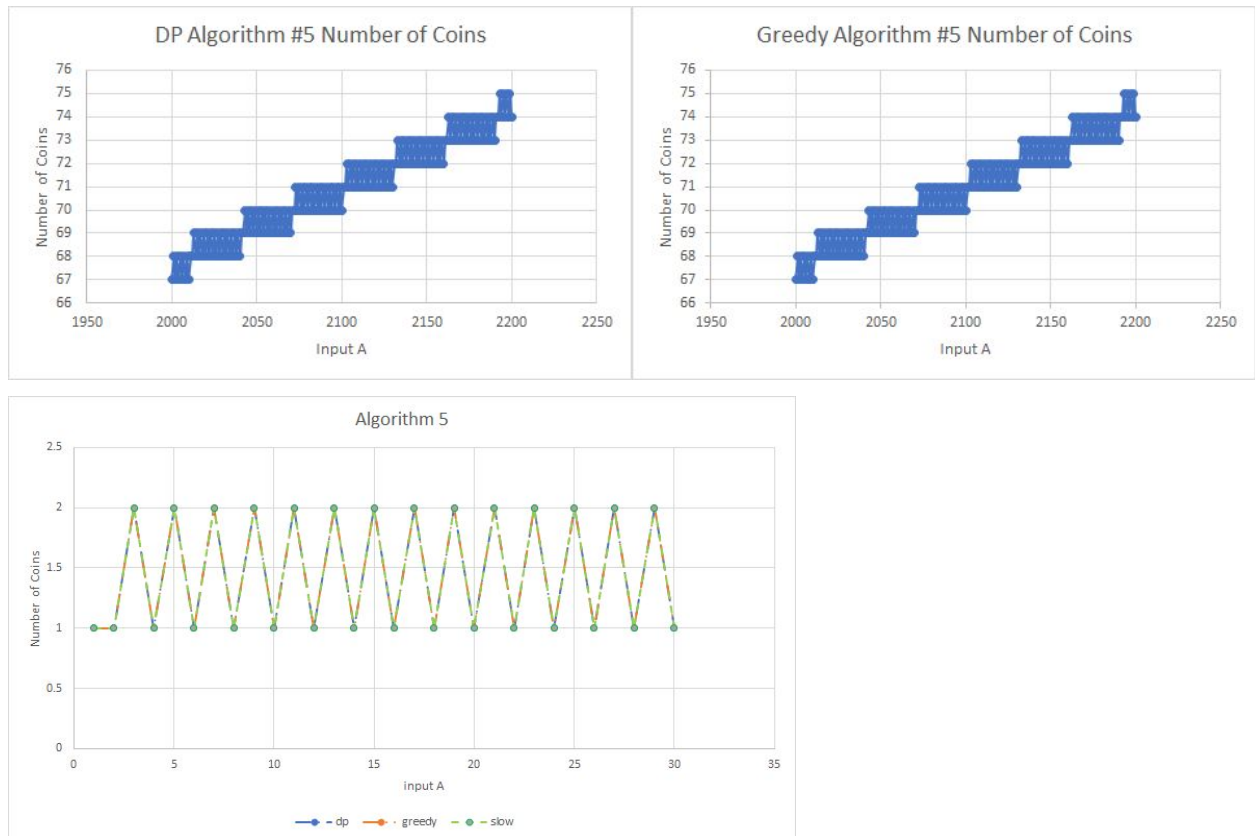 DP Algorithm #5 Number of Coins
76
75
74
73
72
71
70
69
68
67
66
Number of Coins
1950 2000 2050 2100 2150 2200 2250
Input A
Greedy Algorithm #5 Number of Coins
76
75
74
73
72
71
70
69
68
67
66
Number of Coins
1950 2000 2050 2100 2150 2200 2250
Input A
Algorithm 5
2.5
2
1.5
1
0.5
0
Number of Coins
0 5 10 15 20 25 30 35
input A
dp greedy slow